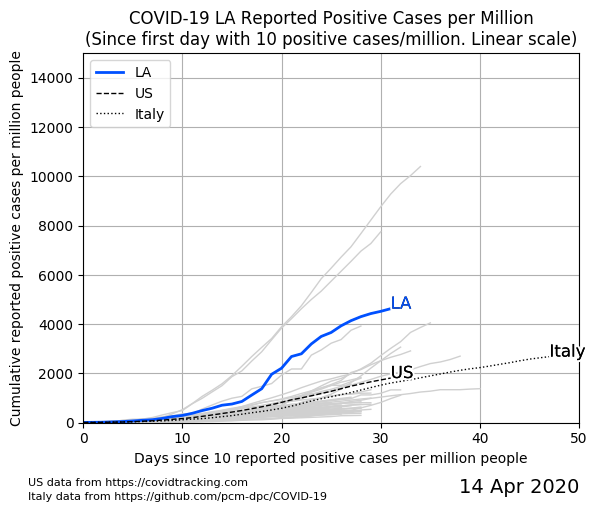 COVID-19 LA Reported Positive Cases per Million
(Since first day with 10 positive cases/million. Linear scale)
Cumulative reported positive cases per million people
14000
12000
10000
8000
6000
4000
2000
0
LA
US
Italy
LA
Italy
US
0 10 20 30 40 50
Days since 10 reported positive cases per million people
US data from https://covidtracking.com
Italy data from https://github.com/pcm-dpc/COVID-19
14 Apr 2020